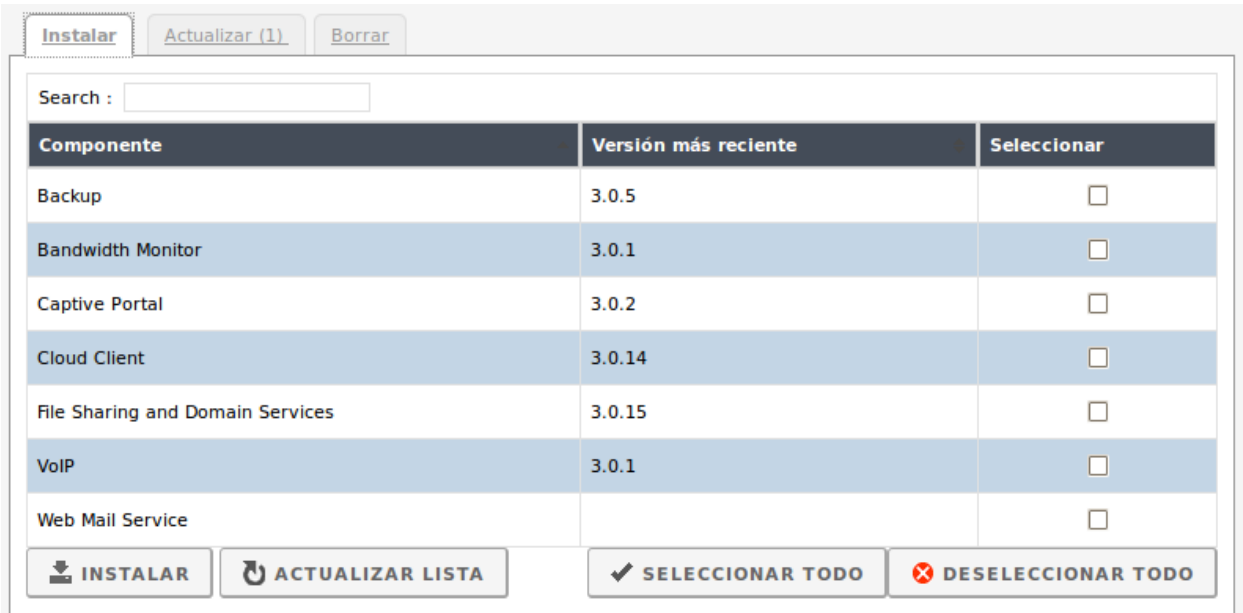 Instalar Actualizar (1) Borrar
Search :
Componente Versión más reciente Seleccionar
Backup 3.0.5
Bandwidth Monitor 3.0.1
Captive Portal 3.0.2
Cloud Client 3.0.14
File Sharing and Domain Services 3.0.15
VoIP 3.0.1
Web Mail Service
INSTALAR ACTUALIZAR LISTA SELECCIONAR TODO DESELECCIONAR TODO